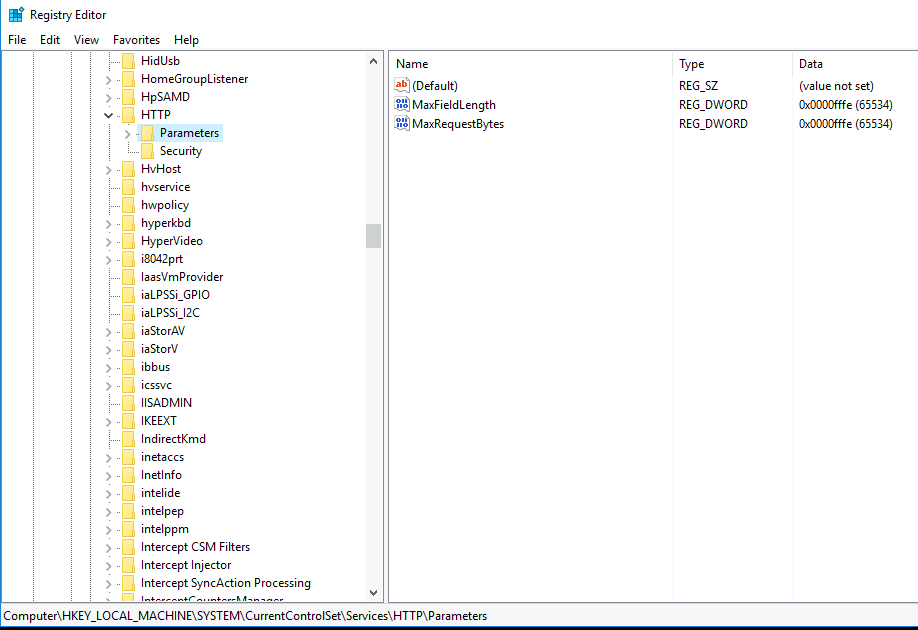 Registry Editor
File Edit View Favorites Help
HidUsb
HomeGroupListener
HpSAMD
HTTP
Parameters
Security
HvHost
hvservice
hwpolicy
hyperkbd
HyperVideo
i8042prt
IaasVmProvider
iaLPSSi_GPIO
iaLPSSi_I2C
iaStorAV
iaStorV
ibbus
icssvc
IISADMIN
IKEEXT
IndirectKmd
inetaccs
InetInfo
intelide
intelpep
intelppm
Intercept CSM Filters
Intercept Injector
Intercept SyncAction Processing
InterceptCountersManager
Name Type Data
(Default) REG_SZ (value not set)
MaxFieldLength REG_DWORD 0x0000fffe (65534)
MaxRequestBytes REG_DWORD 0x0000fffe (65534)
Computer\HKEY_LOCAL_MACHINE\SYSTEM\CurrentControlSet\Services\HTTP\Parameters